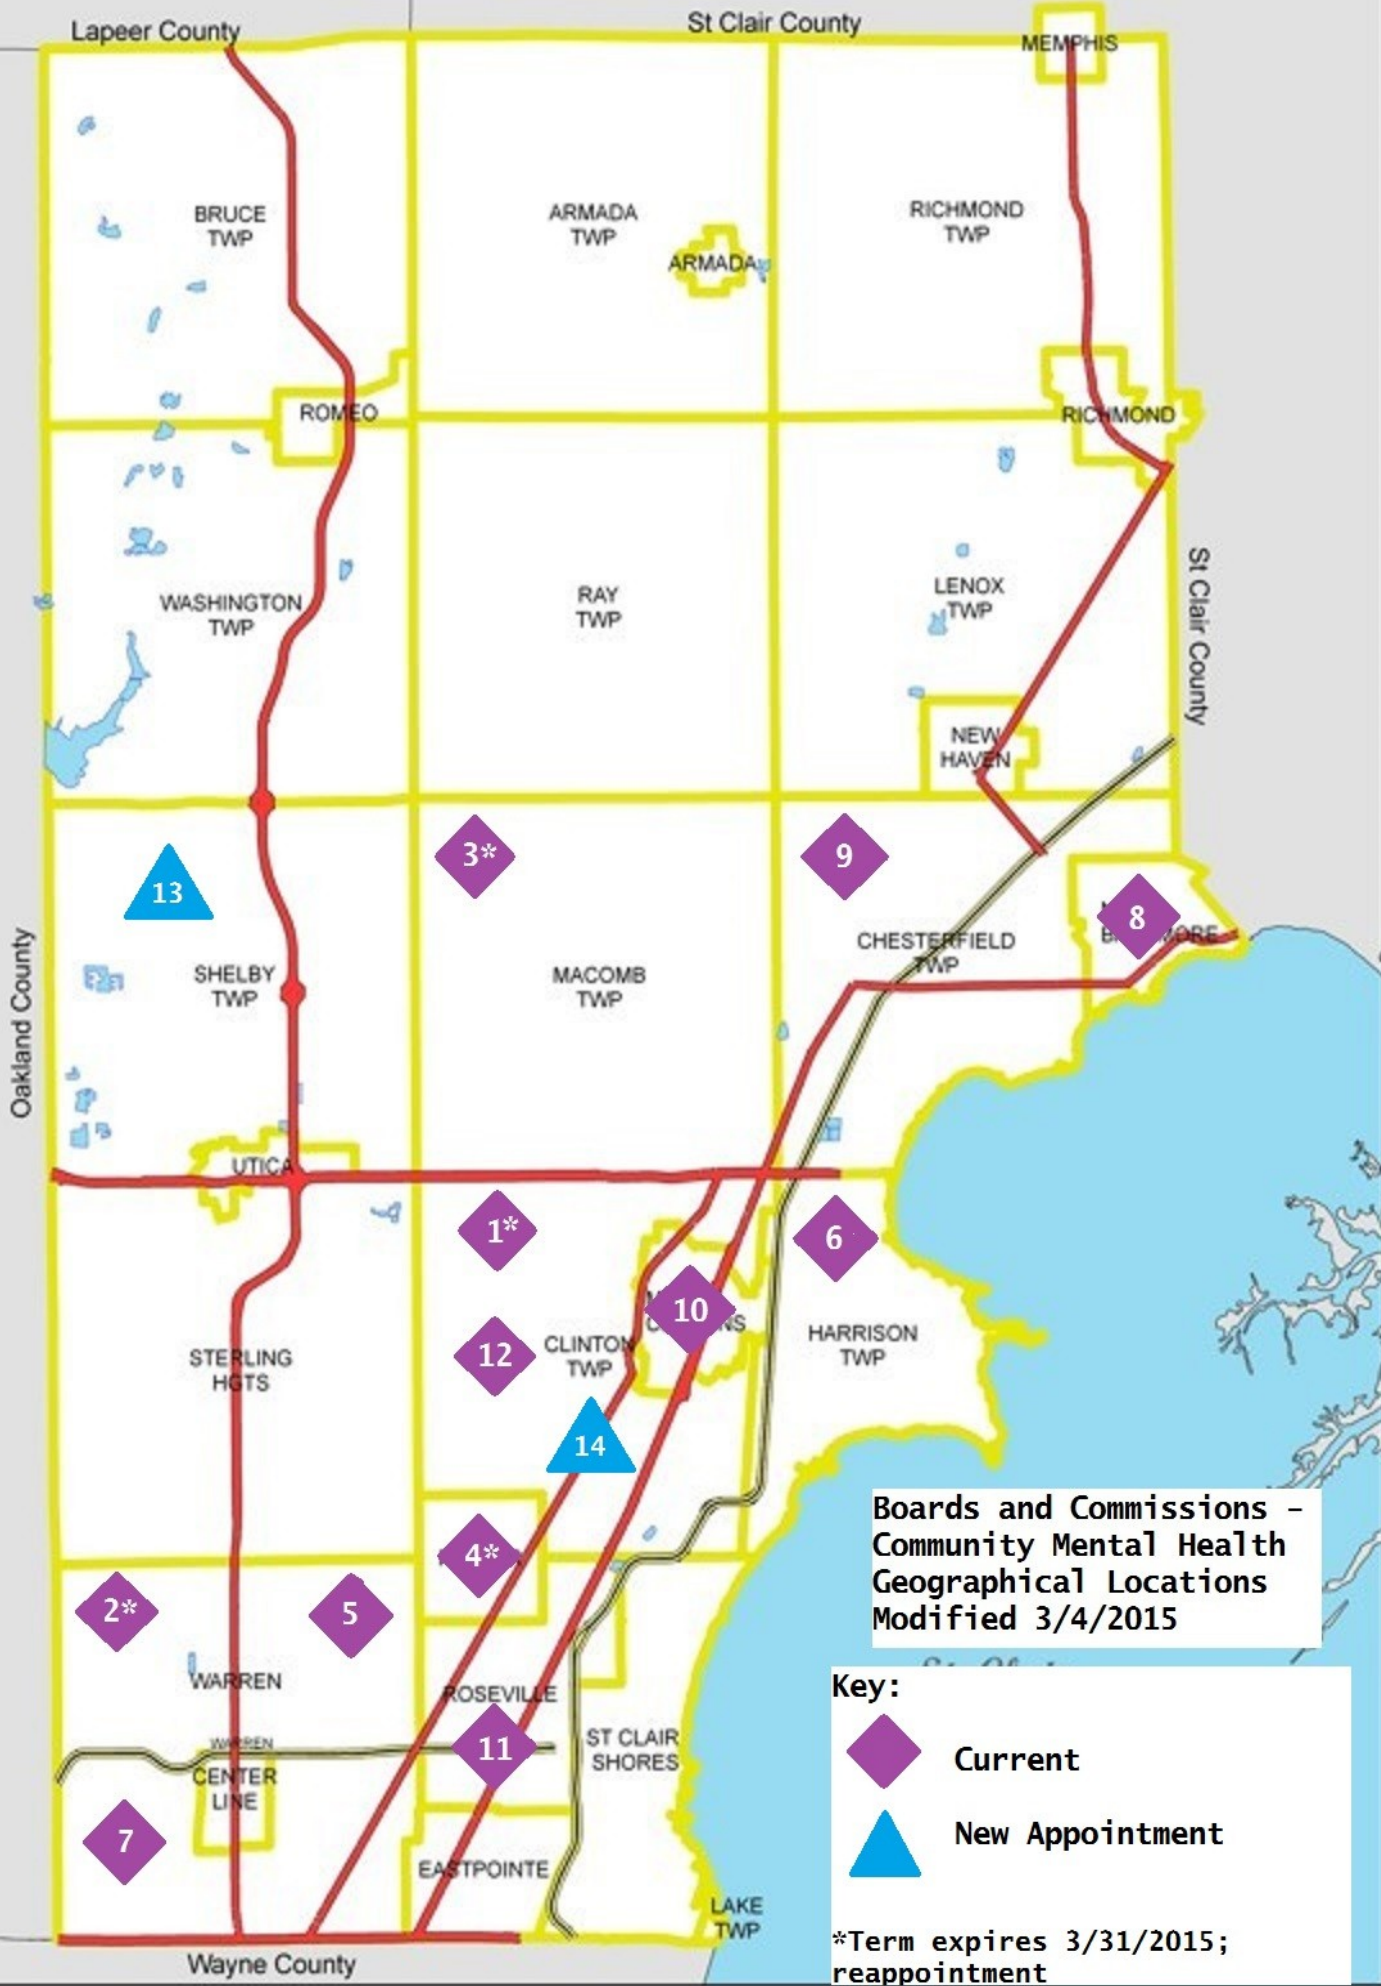 Lapeer County
St Clair County
MEMPHIS
BRUCE
TWP
ARMADA
TWP
ARMADA
RICHMOND
TWP
ROMEO
RICHMOND
WASHINGTON
TWP
RAY
TWP
LENOX
TWP
St Clair County
NEW
HAVEN
13
3*
9
8
Oakland County
SHELBY
TWP
MACOMB
TWP
CHESTERFIELD
TWP
UTICA
1*
6
10
12
CLINTON
TWP
HARRISON
TWP
STERLING
HGTS
14
4*
2*
5
WARREN
ROSEVILLE
WARREN
11
ST CLAIR
SHORES
CENTER
LINE
7
EASTPOINTE
LAKE
TWP
Wayne County
Boards and Commissions –
Community Mental Health
Geographical Locations
Modified 3/4/2015
Key:
Current
New Appointment
*Term expires 3/31/2015;
reappointment